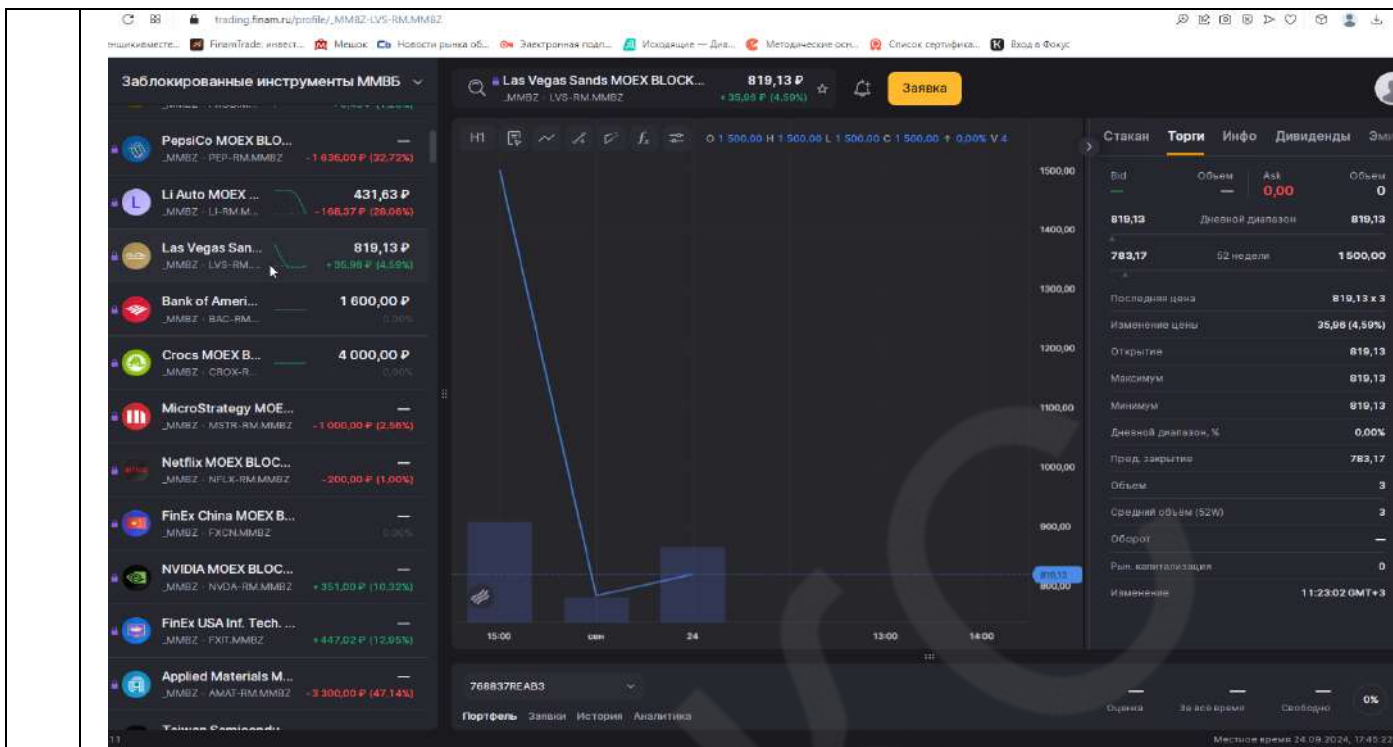 trading.finam.ru/profile/_MMBZ-LVS-RM.MMBZ
FinamTrade: инвест... Мешок Новости рынка об... Электронная подп... Исходящие — Диа... Методические осн... Список сертифика... Вход в Фокус
Заблокированные инструменты ММВБ
Las Vegas Sands MOEX BLOCK... 819,13 ₽
_MMBZ · LVS-RM.MMBZ +35,96 ₽ (4,59%)
Заявка
PepsiCo MOEX BLO... —
_MMBZ · PEP-RM.MMBZ -1 636,00 ₽ (32,72%)
Li Auto MOEX ... 431,63 ₽
_MMBZ · LI-RM.M... -168,37 ₽ (28,06%)
Las Vegas San... 819,13 ₽
_MMBZ · LVS-RM.... +35,96 ₽ (4,59%)
Bank of Ameri... 1 600,00 ₽
_MMBZ · BAC-RM.... 0,00%
Crocs MOEX B... 4 000,00 ₽
_MMBZ · CROX-R... 0,00%
MicroStrategy MOE... —
_MMBZ · MSTR-RM.MMBZ -1 000,00 ₽ (2,56%)
Netflix MOEX BLOC... —
_MMBZ · NFLX-RM.MMBZ -200,00 ₽ (1,00%)
FinEx China MOEX B... —
_MMBZ · FXCN.MMBZ 0,00%
NVIDIA MOEX BLOC... —
_MMBZ · NVDA-RM.MMBZ +351,00 ₽ (10,32%)
FinEx USA Inf. Tech. ... —
_MMBZ · FXIT.MMBZ +447,02 ₽ (12,95%)
Applied Materials M... —
_MMBZ · AMAT-RM.MMBZ -3 300,00 ₽ (47,14%)
H1 O 1 500,00 H 1 500,00 L 1 500,00 C 1 500,00 0,00% V 4
1500,00
1400,00
1300,00
1200,00
1100,00
1000,00
900,00
819,13
800,00
15:00 сен 24 13:00 14:00
768837REAB3
Портфель Заявки История Аналитика
Стакан Торги Инфо Дивиденды Эми
Bid Объем Ask Объем
— — 0,00 0
819,13 Дневной диапазон 819,13
783,17 52 недели 1 500,00
Последняя цена 819,13 x 3
Изменение цены 35,96 (4,59%)
Открытие 819,13
Максимум 819,13
Минимум 819,13
Дневной диапазон, % 0,00%
Пред. закрытие 783,17
Объем 3
Средний объём (52W) 3
Оборот —
Рын. капитализация 0
Изменение 11:23:02 GMT+3
— — — 0%
Оценка За все время Свободно
Местное время 24.09.2024, 17:45:22